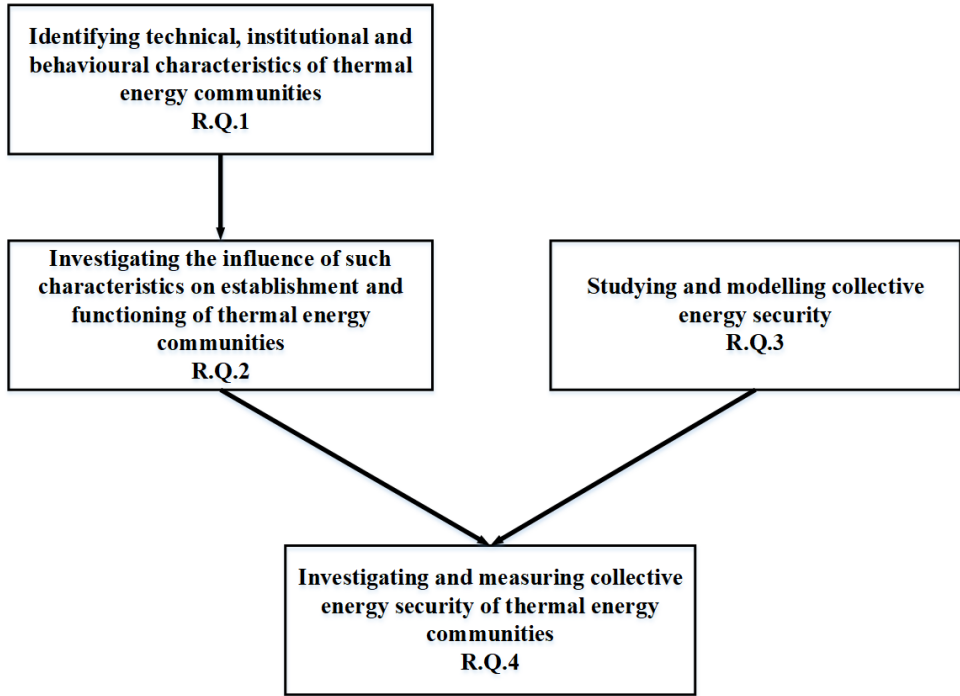 Identifying technical, institutional and
behavioural characteristics of thermal
energy communities
R.Q.1
Investigating the influence of such
characteristics on establishment and
functioning of thermal energy
communities
R.Q.2
Studying and modelling collective
energy security
R.Q.3
Investigating and measuring collective
energy security of thermal energy
communities
R.Q.4